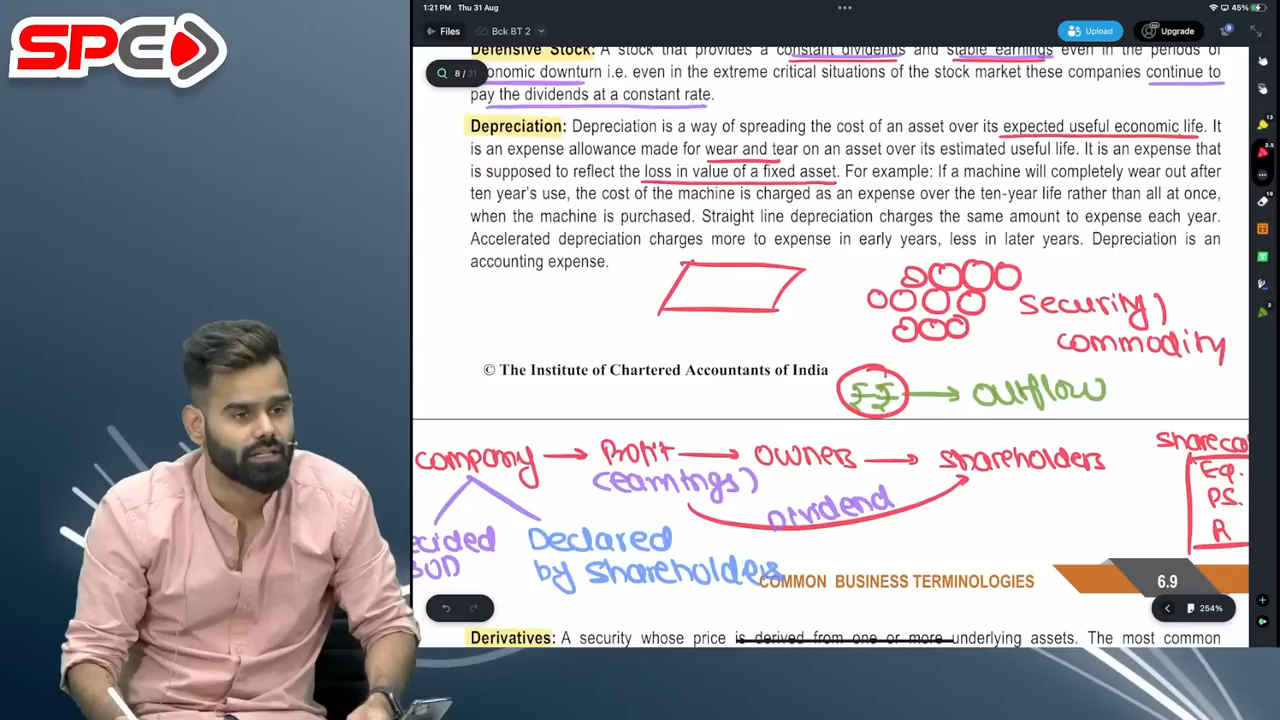 SPC
1:21 PM Thu 31 Aug
45%
Files
Bck BT 2
Upload
Upgrade
Defensive Stock: A stock that provides a constant dividends and stable earnings even in the periods of
8 / 31
onomic downturn i.e. even in the extreme critical situations of the stock market these companies continue to
pay the dividends at a constant rate.
Depreciation: Depreciation is a way of spreading the cost of an asset over its expected useful economic life. It
is an expense allowance made for wear and tear on an asset over its estimated useful life. It is an expense that
is supposed to reflect the loss in value of a fixed asset. For example: If a machine will completely wear out after
ten year's use, the cost of the machine is charged as an expense over the ten-year life rather than all at once,
when the machine is purchased. Straight line depreciation charges the same amount to expense each year.
Accelerated depreciation charges more to expense in early years, less in later years. Depreciation is an
accounting expense.
Security)
commodity
© The Institute of Chartered Accountants of India
outflow
company → Profit → owners → shareholders
(earnings)
Dividend
Eq.
PS.
R
ecided
BOD
Declared
by shareholders
COMMON BUSINESS TERMINOLOGIES
6.9
254%
Derivatives: A security whose price is derived from one or more underlying assets. The most common